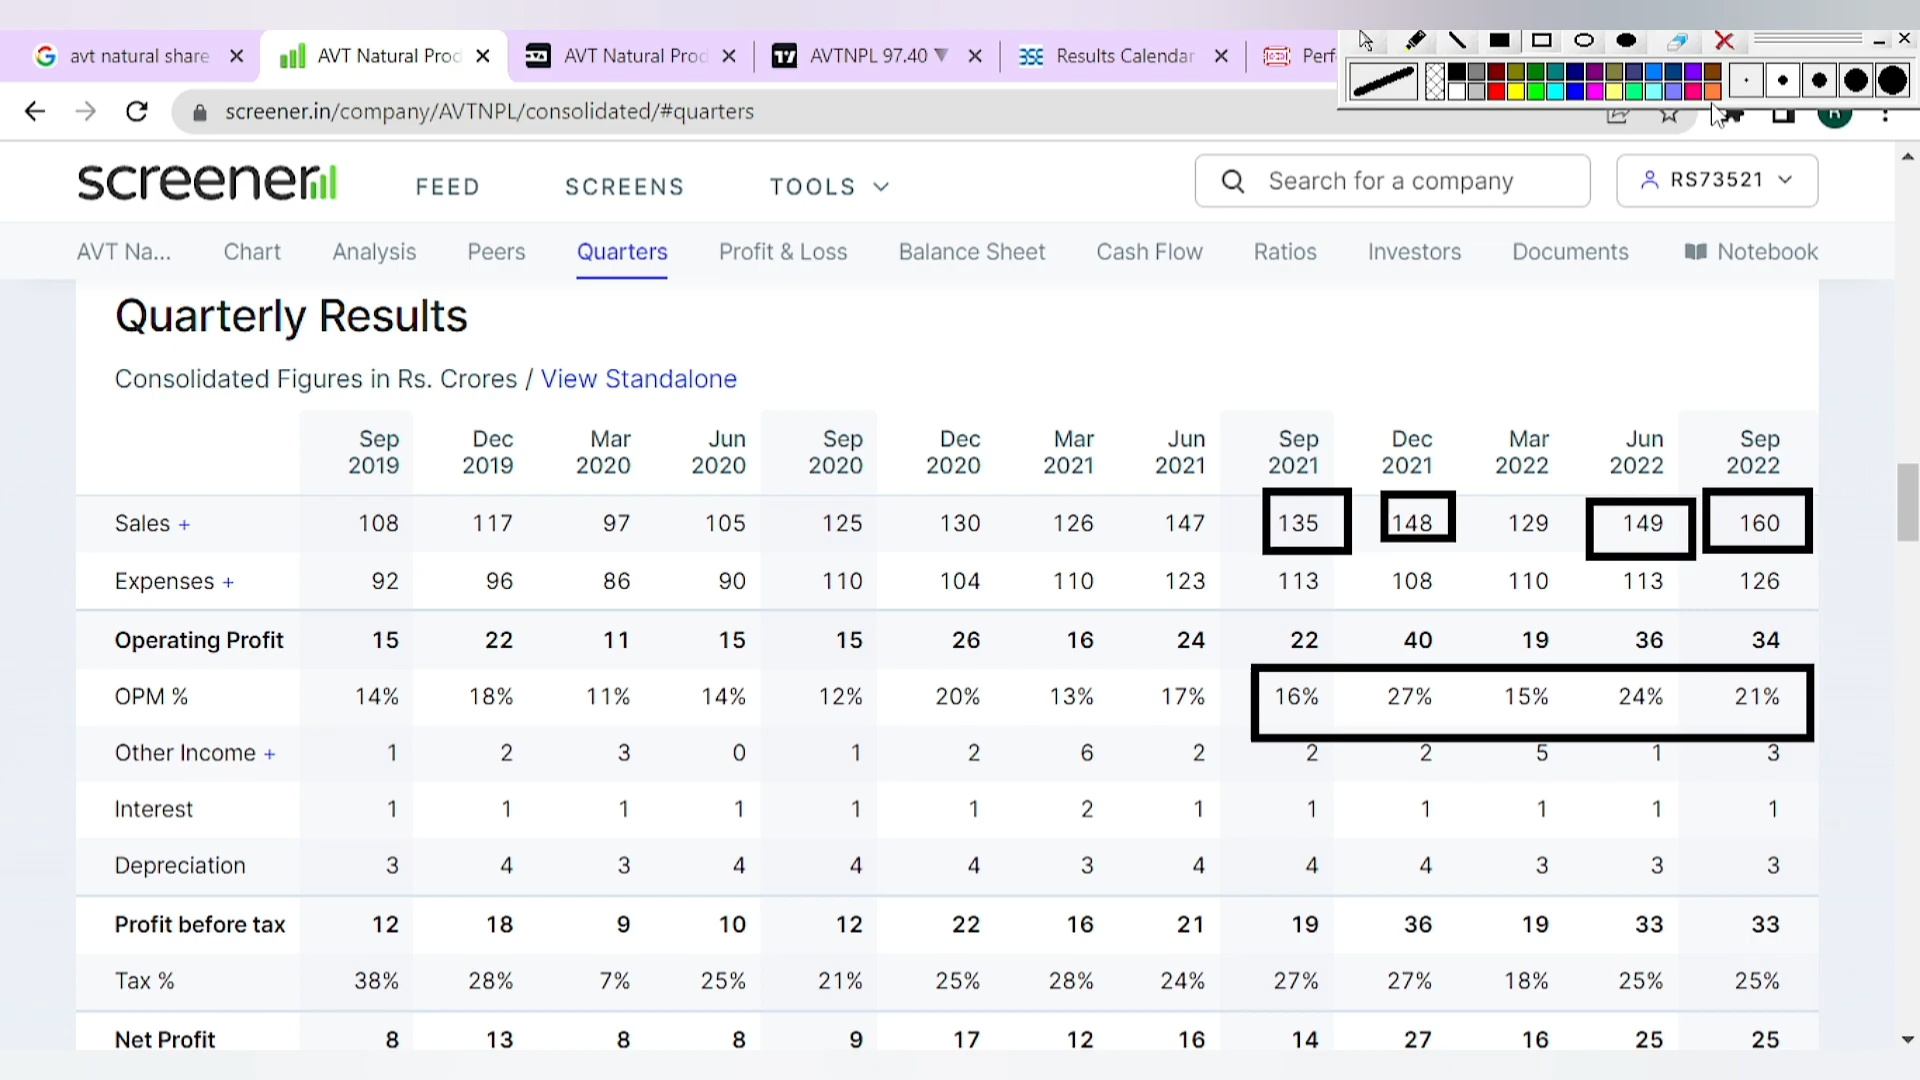 avt natural share
AVT Natural Prod
AVT Natural Prod
AVTNPL 97.40 ▼
Results Calendar
Perf
screener.in/company/AVTNPL/consolidated/#quarters
screener
FEED
SCREENS
TOOLS
Search for a company
RS73521
AVT Na... Chart Analysis Peers Quarters Profit & Loss Balance Sheet Cash Flow Ratios Investors Documents Notebook
Quarterly Results
Consolidated Figures in Rs. Crores / View Standalone
Sep Dec Mar Jun Sep Dec Mar Jun Sep Dec Mar Jun Sep
2019 2019 2020 2020 2020 2020 2021 2021 2021 2021 2022 2022 2022
Sales + 108 117 97 105 125 130 126 147 135 148 129 149 160
Expenses + 92 96 86 90 110 104 110 123 113 108 110 113 126
Operating Profit 15 22 11 15 15 26 16 24 22 40 19 36 34
OPM % 14% 18% 11% 14% 12% 20% 13% 17% 16% 27% 15% 24% 21%
Other Income + 1 2 3 0 1 2 6 2 2 2 5 1 3
Interest 1 1 1 1 1 1 2 1 1 1 1 1 1
Depreciation 3 4 3 4 4 4 3 4 4 4 3 3 3
Profit before tax 12 18 9 10 12 22 16 21 19 36 19 33 33
Tax % 38% 28% 7% 25% 21% 25% 28% 24% 27% 27% 18% 25% 25%
Net Profit 8 13 8 8 9 17 12 16 14 27 16 25 25